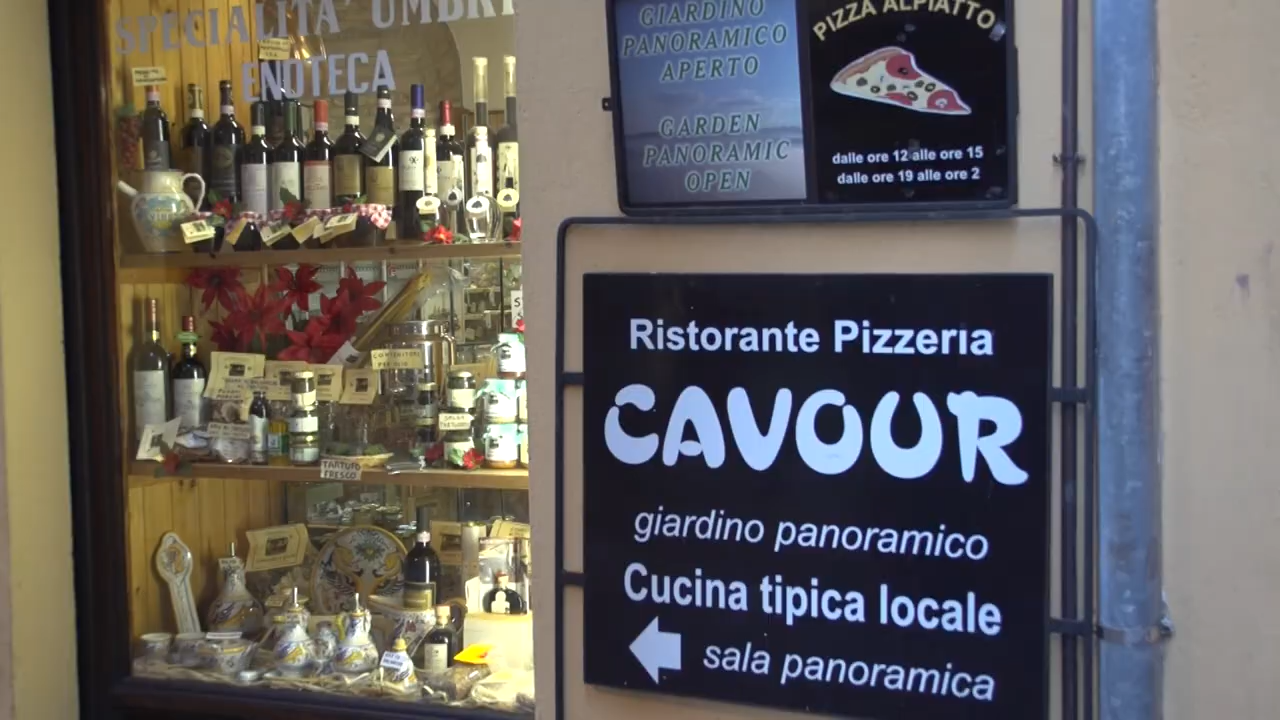 SPECIALITA' UMBRE
ENOTECA
TARTUFO
FRESCO
GIARDINO
PANORAMICO
APERTO
GARDEN
PANORAMIC
OPEN
PIZZA ALPIATTO
dalle ore 12 alle ore 15
dalle ore 19 alle ore 2
Ristorante Pizzeria
CAVOUR
giardino panoramico
Cucina tipica locale
sala panoramica